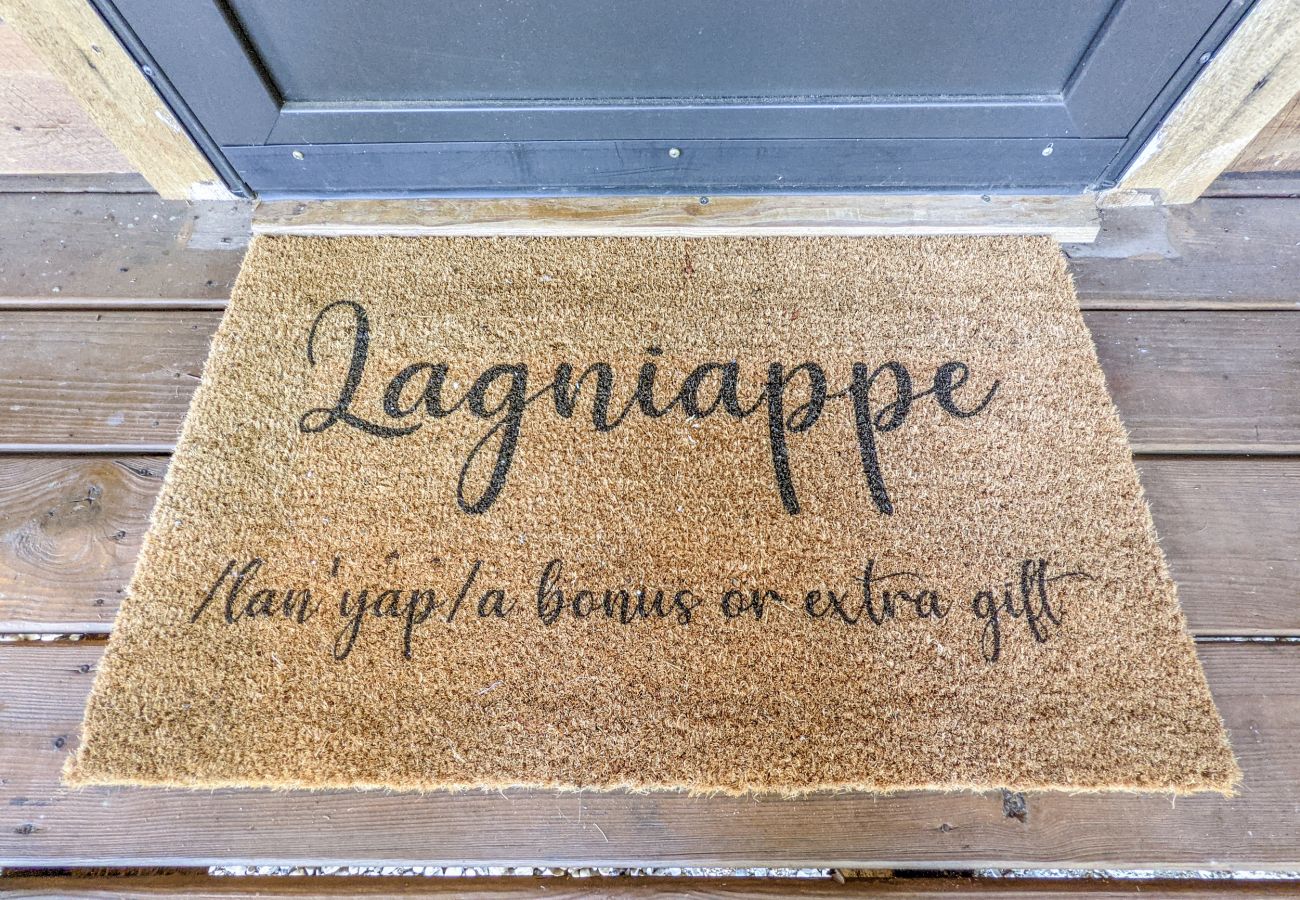 Lagniappe
/lan'yăp/a bonus or extra gift.